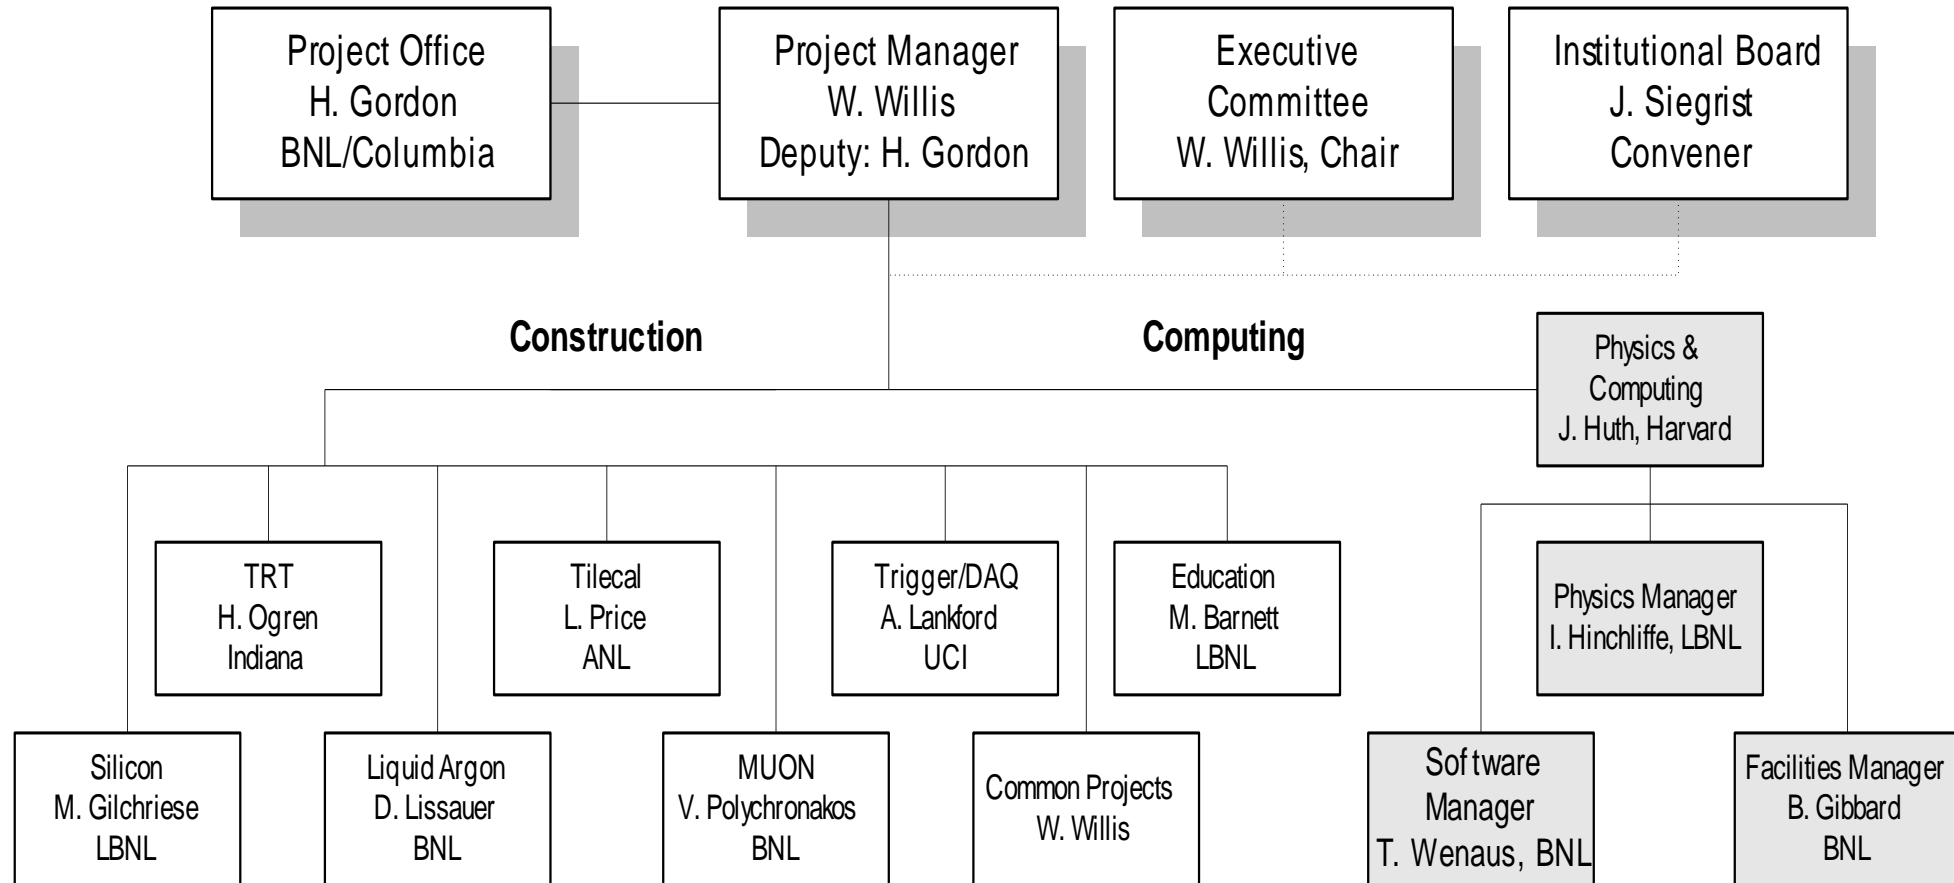 Project Office
H. Gordon
BNL/Columbia
Project Manager
W. Willis
Deputy: H. Gordon
Executive
Committee
W. Willis, Chair
Institutional Board
J. Siegrist
Convener
Construction
Computing
Physics &
Computing
J. Huth, Harvard
TRT
H. Ogren
Indiana
Tilecal
L. Price
ANL
Trigger/DAQ
A. Lankford
UCI
Education
M. Barnett
LBNL
Physics Manager
I. Hinchliffe, LBNL
Silicon
M. Gilchriese
LBNL
Liquid Argon
D. Lissauer
BNL
MUON
V. Polychronakos
BNL
Common Projects
W. Willis
Software
Manager
T. Wenaus, BNL
Facilities Manager
B. Gibbard
BNL